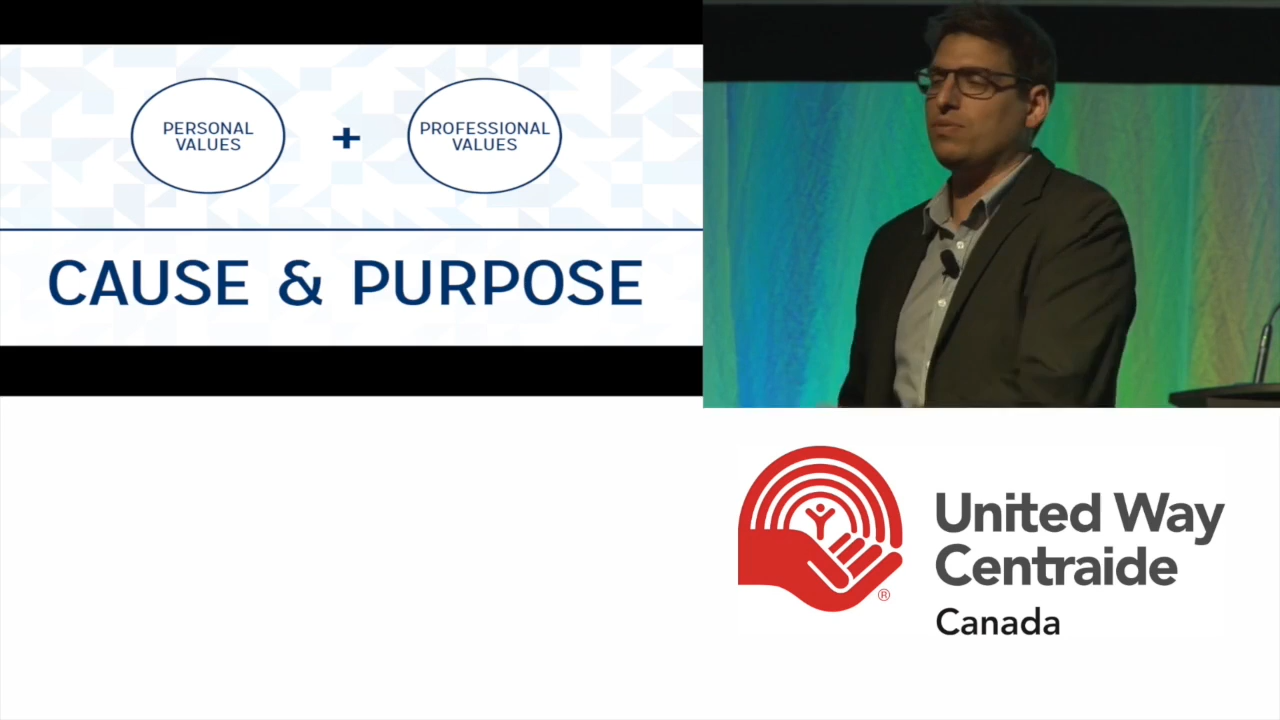 PERSONAL
VALUES
+
PROFESSIONAL
VALUES
CAUSE & PURPOSE
United Way
Centraide
Canada
®